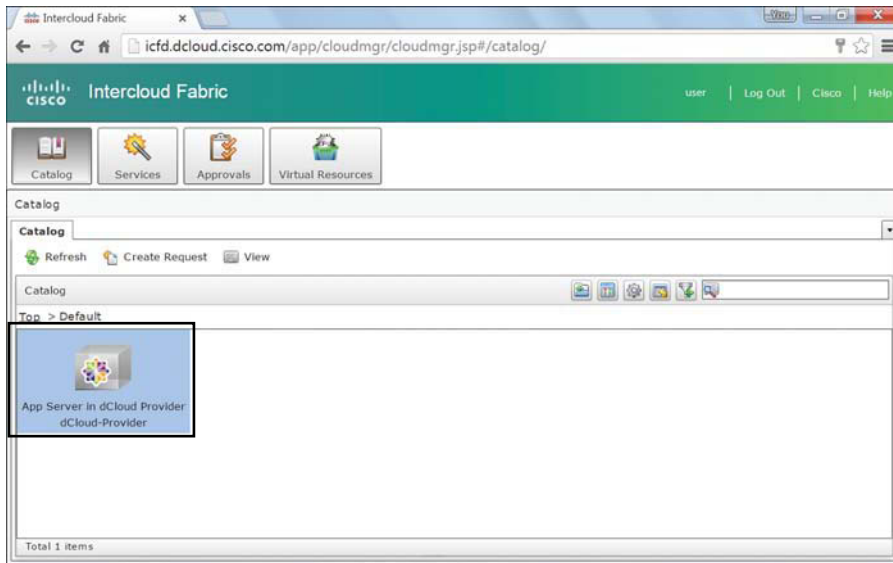 Intercloud Fabric
icfd.dcloud.cisco.com/app/cloudmgr/cloudmgr.jsp#/catalog/
CISCO Intercloud Fabric user | Log Out | Cisco | Help
Catalog Services Approvals Virtual Resources
Catalog
Catalog
Refresh Create Request View
Catalog
Top > Default
App Server in dCloud Provider
dCloud-Provider
Total 1 items